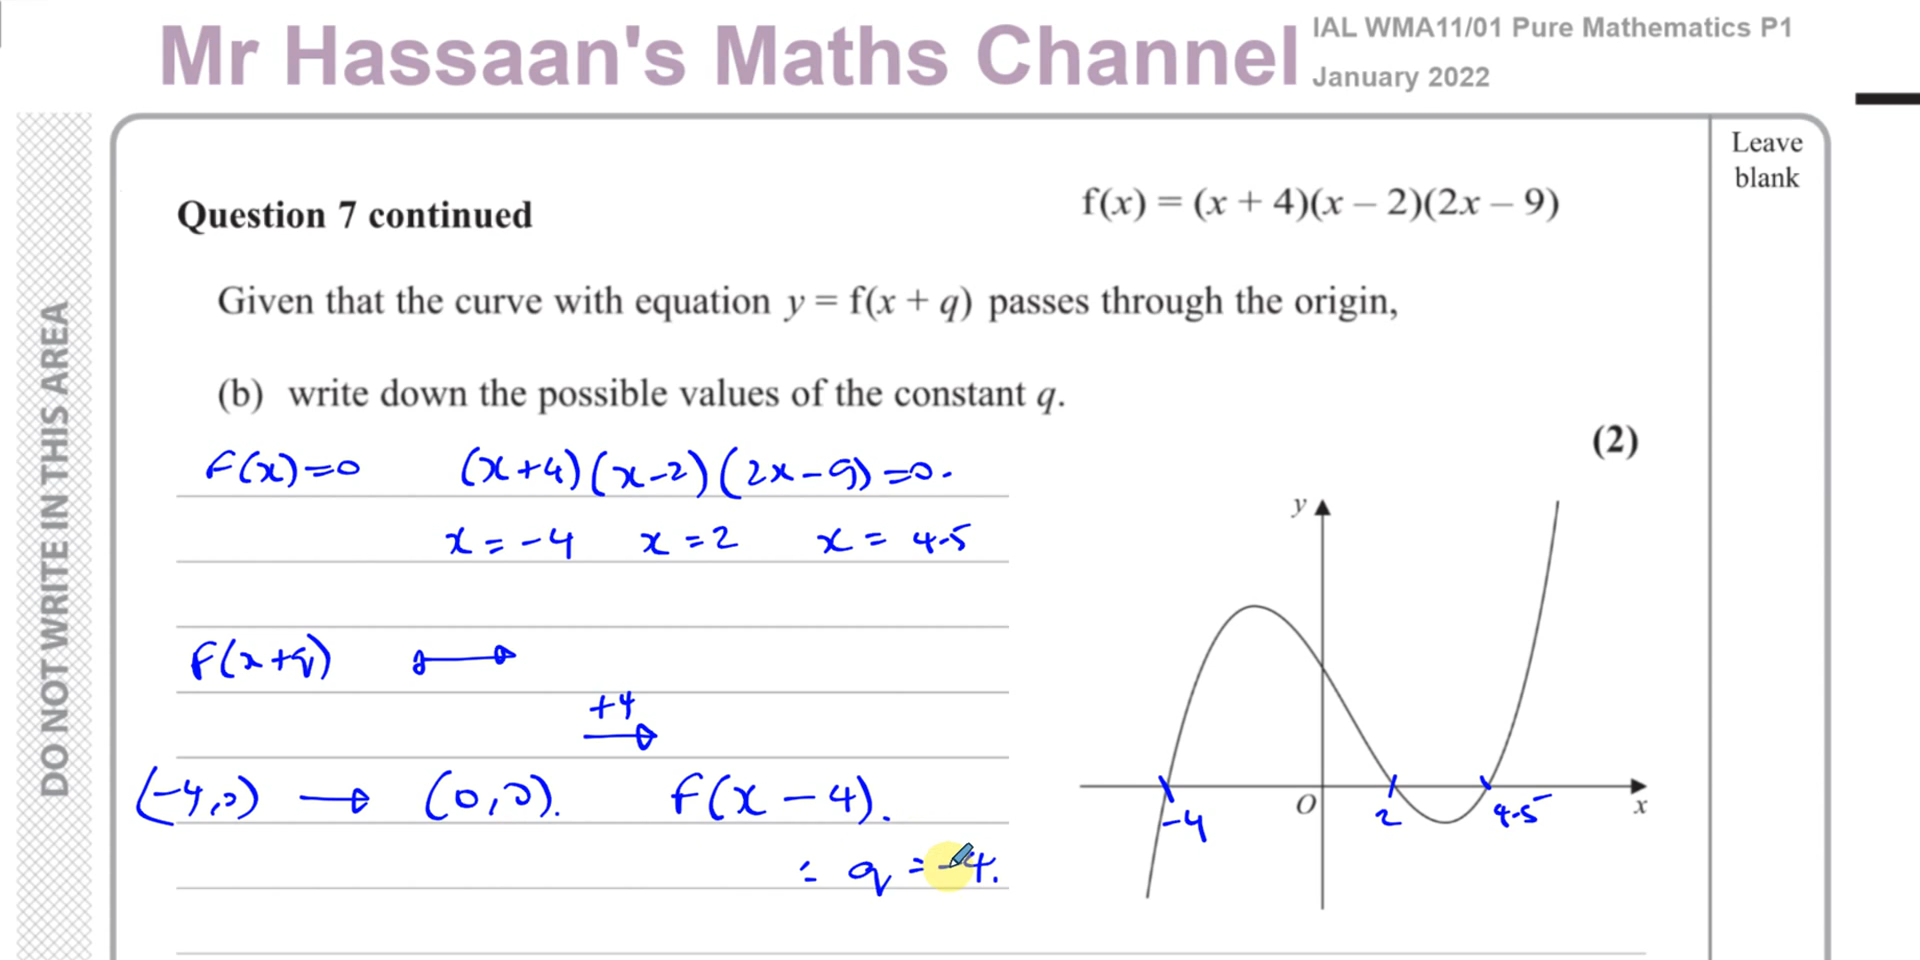 Mr Hassaan's Maths Channel
IAL WMA11/01 Pure Mathematics P1
January 2022
Leave
blank
DO NOT WRITE IN THIS AREA
Question 7 continued
f(x) = (x + 4)(x – 2)(2x – 9)
Given that the curve with equation y = f(x + q) passes through the origin,
(b) write down the possible values of the constant q.
(2)
F(x)=0 (x+4)(x-2)(2x-9)=0.
x = -4 x = 2 x = 4.5
F(x+q)
+4
(-4,0) → (0,0). F(x-4).
: q = -4.
y
O
x
-4
2
4.5